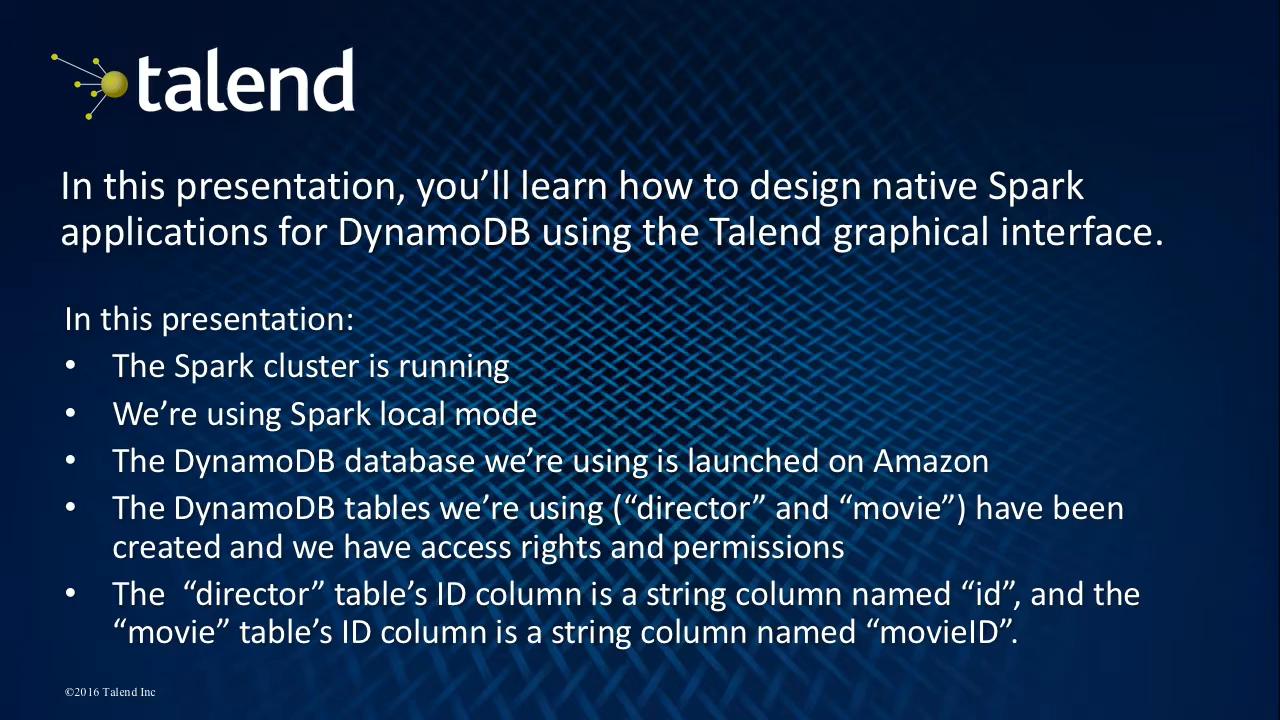 talend
In this presentation, you’ll learn how to design native Spark
applications for DynamoDB using the Talend graphical interface.
In this presentation:
• The Spark cluster is running
• We’re using Spark local mode
• The DynamoDB database we’re using is launched on Amazon
• The DynamoDB tables we’re using (“director” and “movie”) have been
created and we have access rights and permissions
• The  “director” table’s ID column is a string column named “id”, and the
“movie” table’s ID column is a string column named “movieID”.
©2016 Talend Inc